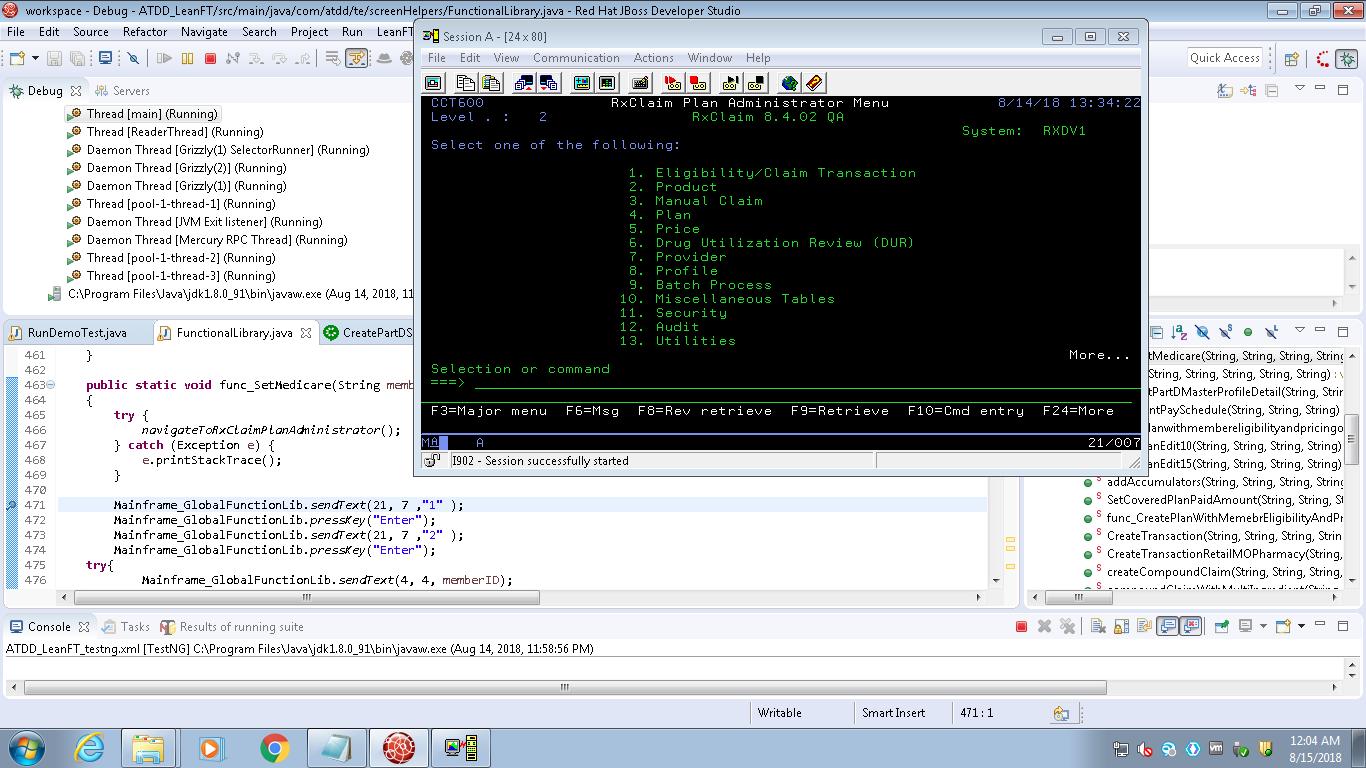 workspace - Debug - ATDD_LeanFT/src/main/java/com/atdd/te/screenHelpers/FunctionalLibrary.java - Red Hat JBoss Developer Studio
File Edit Source Refactor Navigate Search Project Run LeanFT
Quick Access
Debug Servers
Thread [main] (Running)
Thread [ReaderThread] (Running)
Daemon Thread [Grizzly(1) SelectorRunner] (Running)
Daemon Thread [Grizzly(2)] (Running)
Daemon Thread [Grizzly(1)] (Running)
Thread [pool-1-thread-1] (Running)
Daemon Thread [JVM Exit listener] (Running)
Daemon Thread [Mercury RPC Thread] (Running)
Thread [pool-1-thread-2] (Running)
Thread [pool-1-thread-3] (Running)
C:\Program Files\Java\jdk1.8.0_91\bin\javaw.exe (Aug 14, 2018, 11
Session A - [24 x 80]
File Edit View Communication Actions Window Help
CCT600 RxClaim Plan Administrator Menu 8/14/18 13:34:22
Level . : 2 RxClaim 8.4.02 QA
System: RXDV1
Select one of the following:
1. Eligibility/Claim Transaction
2. Product
3. Manual Claim
4. Plan
5. Price
6. Drug Utilization Review (DUR)
7. Provider
8. Profile
9. Batch Process
10. Miscellaneous Tables
11. Security
12. Audit
13. Utilities
More...
Selection or command
===>
F3=Major menu F6=Msg F8=Rev retrieve F9=Retrieve F10=Cmd entry F24=More
MA A 21/007
I902 - Session successfully started
RunDemoTest.java FunctionalLibrary.java CreatePartDS
461 }
462
463 public static void func_SetMedicare(String memb
464 {
465 try {
466 navigateToRxClaimPlanAdministrator();
467 } catch (Exception e) {
468 e.printStackTrace();
469 }
470
471 Mainframe_GlobalFunctionLib.sendText(21, 7 ,"1" );
472 Mainframe_GlobalFunctionLib.pressKey("Enter");
473 Mainframe_GlobalFunctionLib.sendText(21, 7 ,"2" );
474 Mainframe_GlobalFunctionLib.pressKey("Enter");
475 try{
476 Mainframe_GlobalFunctionLib.sendText(4, 4, memberID);
tMedicare(String, String, String, String) : v
String, String, String, String) : void
tPartDMasterProfileDetail(String, String,
ntPaySchedule(String, String, String,
anwithmembereligibilityandpricingo
anEdit10(String, String, String, String,
anEdit15(String, String, String, String,
addAccumulators(String, String, String,
SetCoveredPlanPaidAmount(String, String,
func_CreatePlanWithMemebrEligibilityAndPr
CreateTransaction(String, String, String,
CreateTransactionRetailMOPharmacy(String,
createCompoundClaim(String, String, String,
Console Tasks Results of running suite
ATDD_LeanFT_testng.xml [TestNG] C:\Program Files\Java\jdk1.8.0_91\bin\javaw.exe (Aug 14, 2018, 11:58:56 PM)
Writable Smart Insert 471 : 1
12:04 AM
8/15/2018